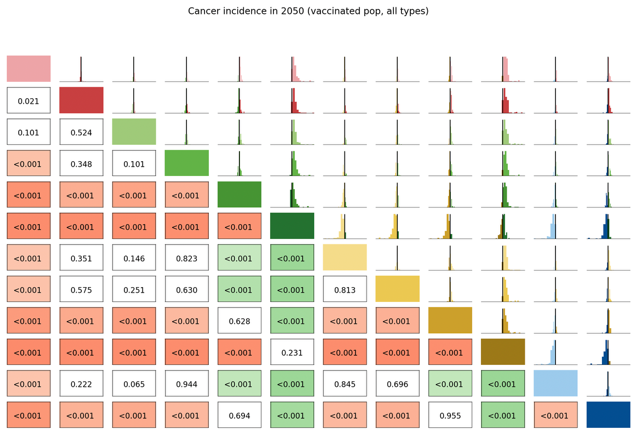 Cancer incidence in 2050 (vaccinated pop, all types)
0.021
0.101 0.524
<0.001 0.348 0.101
<0.001 <0.001 <0.001 <0.001
<0.001 <0.001 <0.001 <0.001 <0.001
<0.001 0.351 0.146 0.823 <0.001 <0.001
<0.001 0.575 0.251 0.630 <0.001 <0.001 0.813
<0.001 <0.001 <0.001 <0.001 0.628 <0.001 <0.001 <0.001
<0.001 <0.001 <0.001 <0.001 <0.001 0.231 <0.001 <0.001 <0.001
<0.001 0.222 0.065 0.944 <0.001 <0.001 0.845 0.696 <0.001 <0.001
<0.001 <0.001 <0.001 <0.001 0.694 <0.001 <0.001 <0.001 0.955 <0.001 <0.001